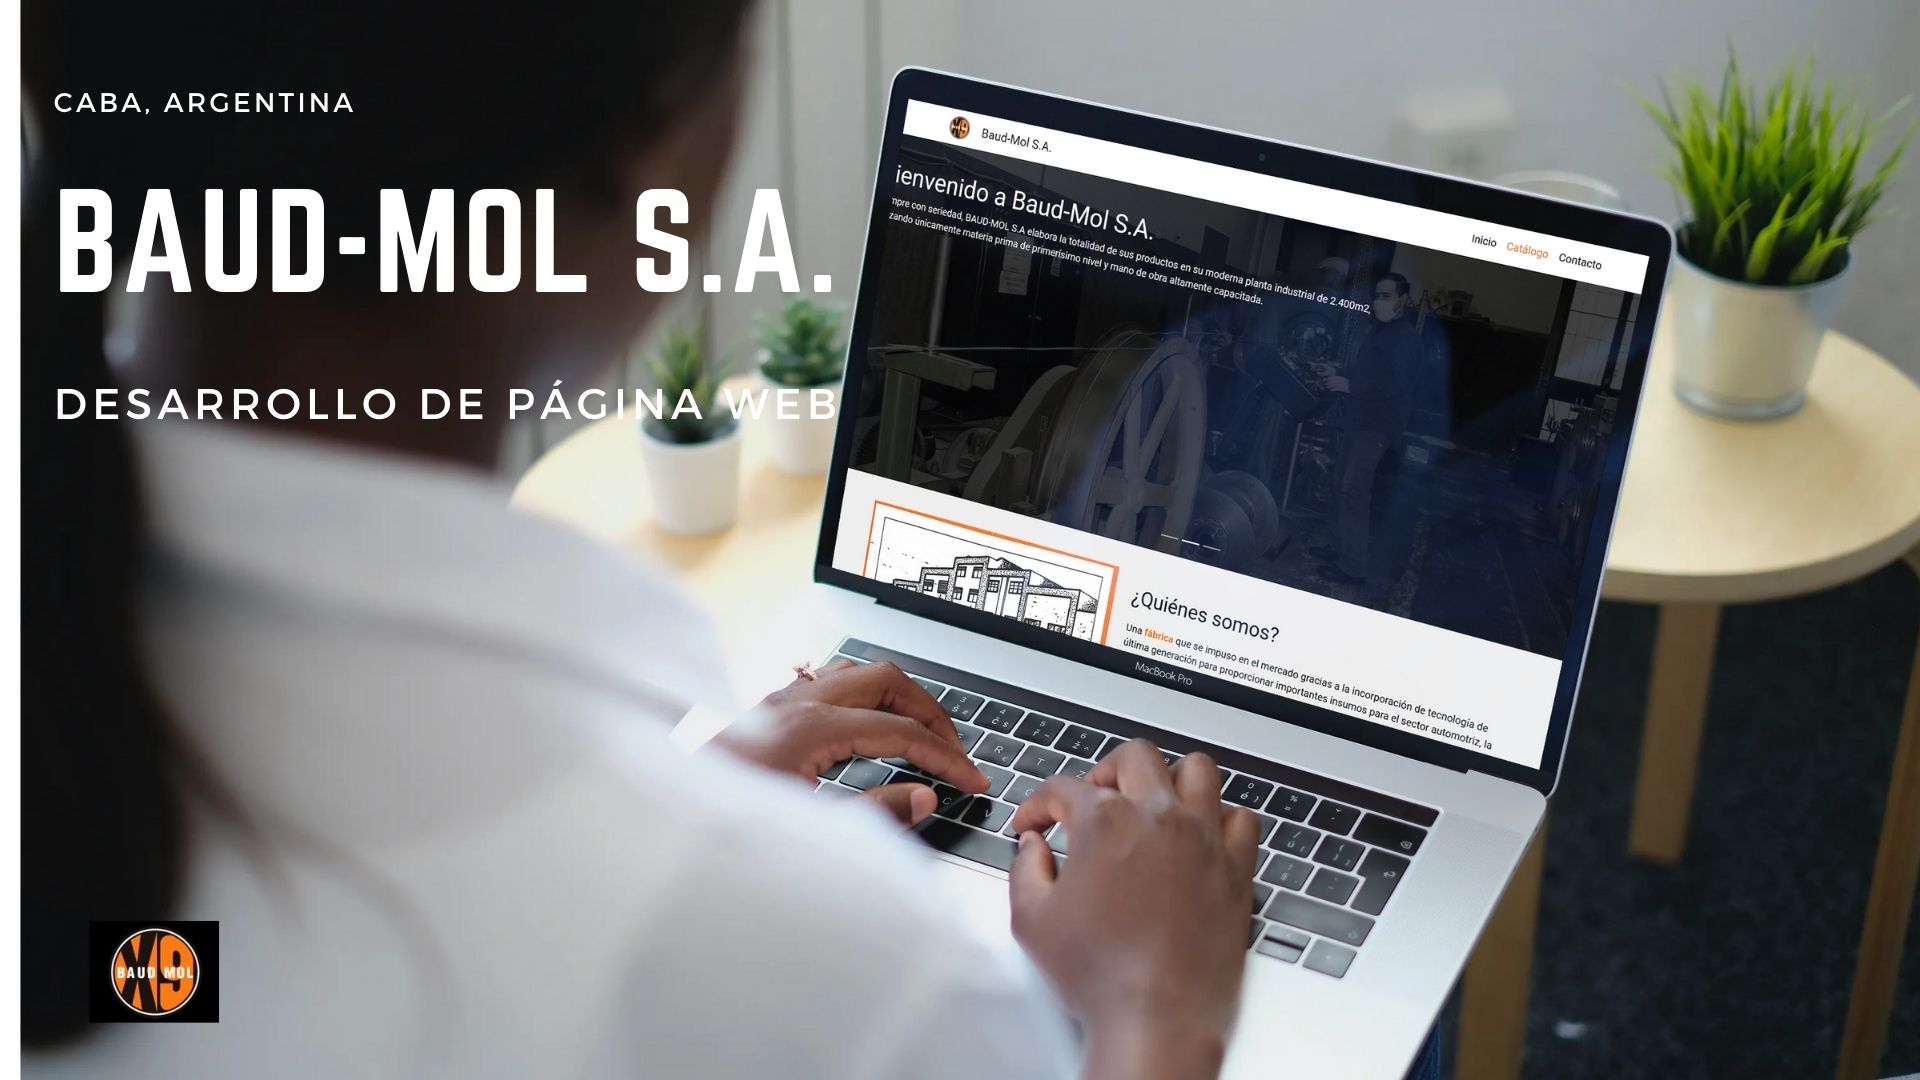 CABA, ARGENTINA
BAUD-MOL S.A.
DESARROLLO DE PÁGINA WEB
Baud-Mol S.A.
Inicio Catálogo Contacto
ienvenido a Baud-Mol S.A.
mpre con seriedad, BAUD-MOL S.A elabora la totalidad de sus productos en su moderna planta industrial de 2.400m2,
zando únicamente materia prima de primerísimo nivel y mano de obra altamente capacitada.
¿Quiénes somos?
Una fábrica que se impuso en el mercado gracias a la incorporación de tecnología de
última generación para proporcionar importantes insumos para el sector automotriz, la
MacBook Pro
X9
BAUD MOL